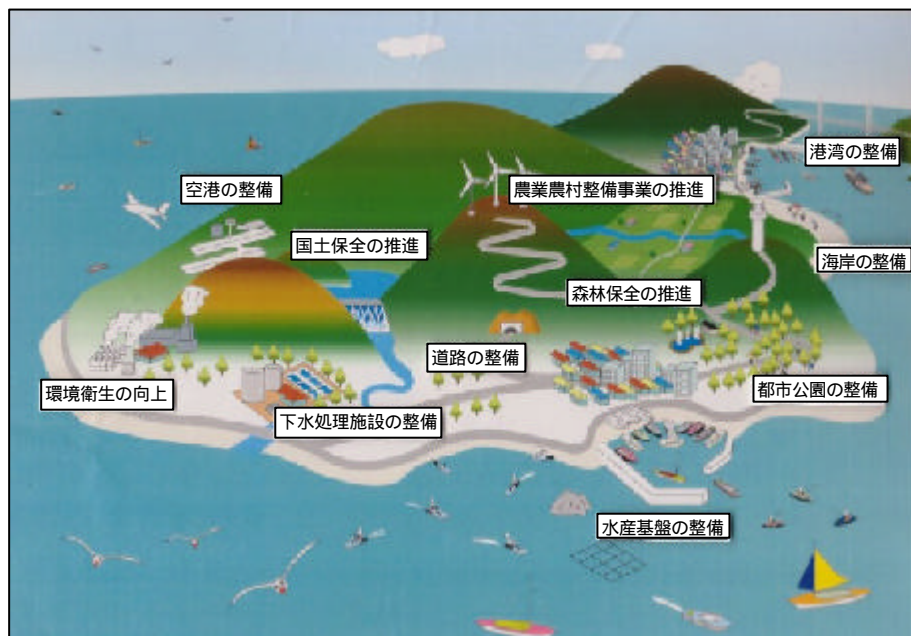 港湾の整備
空港の整備
農業農村整備事業の推進
国土保全の推進
海岸の整備
森林保全の推進
道路の整備
環境衛生の向上
都市公園の整備
下水処理施設の整備
水産基盤の整備